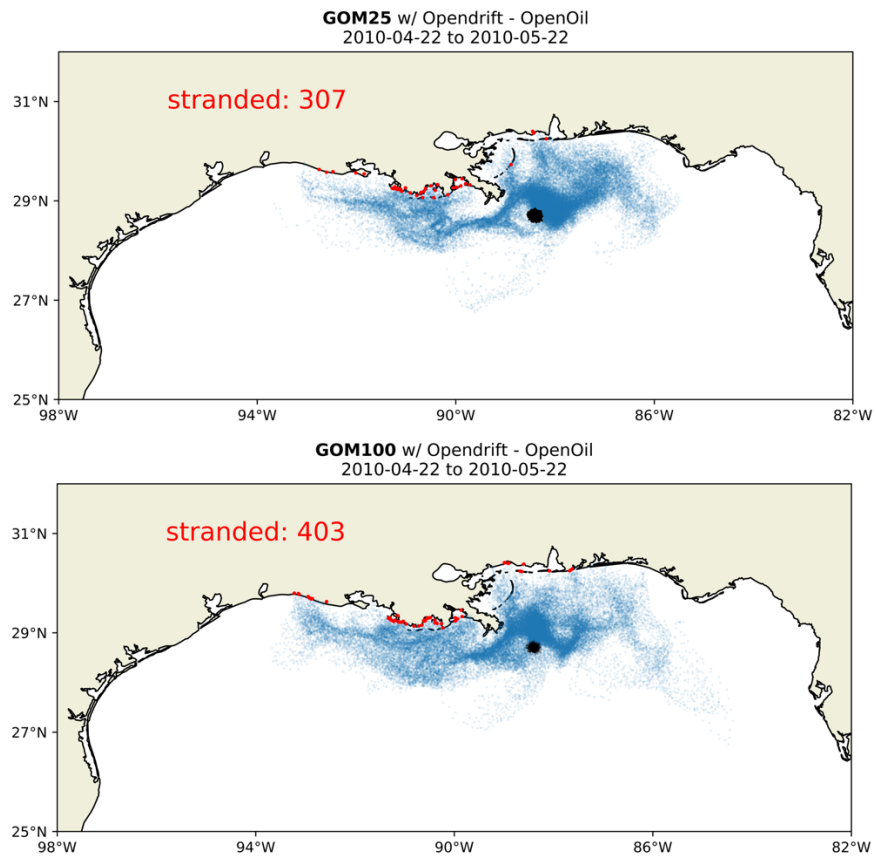 GOM25 w/ Opendrift - OpenOil
2010-04-22 to 2010-05-22
stranded: 307
31°N
29°N
27°N
25°N
98°W
94°W
90°W
86°W
82°W
GOM100 w/ Opendrift - OpenOil
2010-04-22 to 2010-05-22
stranded: 403
31°N
29°N
27°N
25°N
98°W
94°W
90°W
86°W
82°W